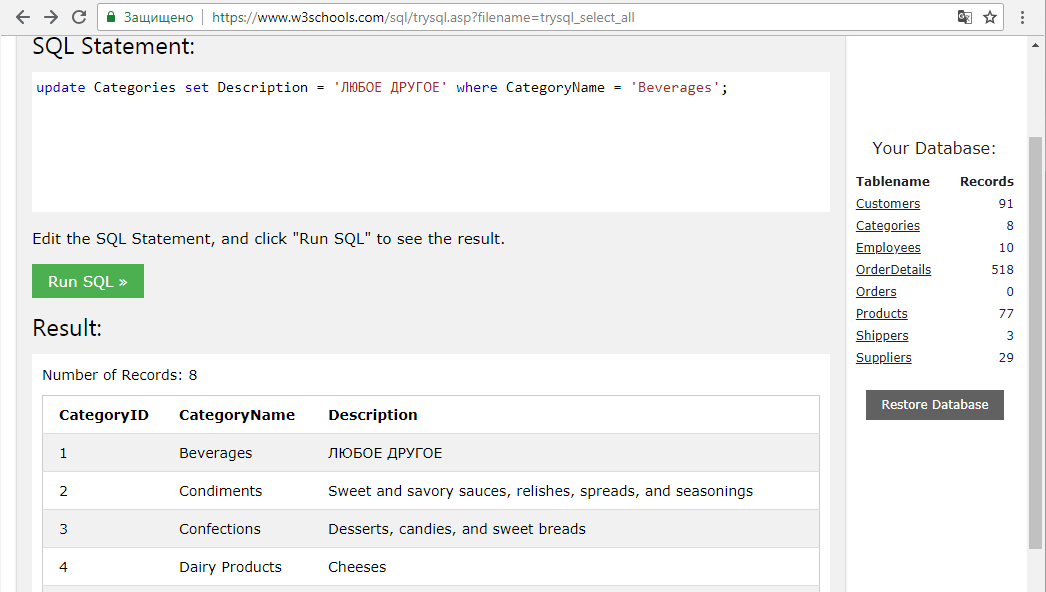 Защищено https://www.w3schools.com/sql/trysql.asp?filename=trysql_select_all
SQL Statement:
update Categories set Description = 'ЛЮБОЕ ДРУГОЕ' where CategoryName = 'Beverages';
Edit the SQL Statement, and click "Run SQL" to see the result.
Run SQL »
Result:
Number of Records: 8
CategoryID CategoryName Description
1 Beverages ЛЮБОЕ ДРУГОЕ
2 Condiments Sweet and savory sauces, relishes, spreads, and seasonings
3 Confections Desserts, candies, and sweet breads
4 Dairy Products Cheeses
Your Database:
Tablename Records
Customers 91
Categories 8
Employees 10
OrderDetails 518
Orders 0
Products 77
Shippers 3
Suppliers 29
Restore Database